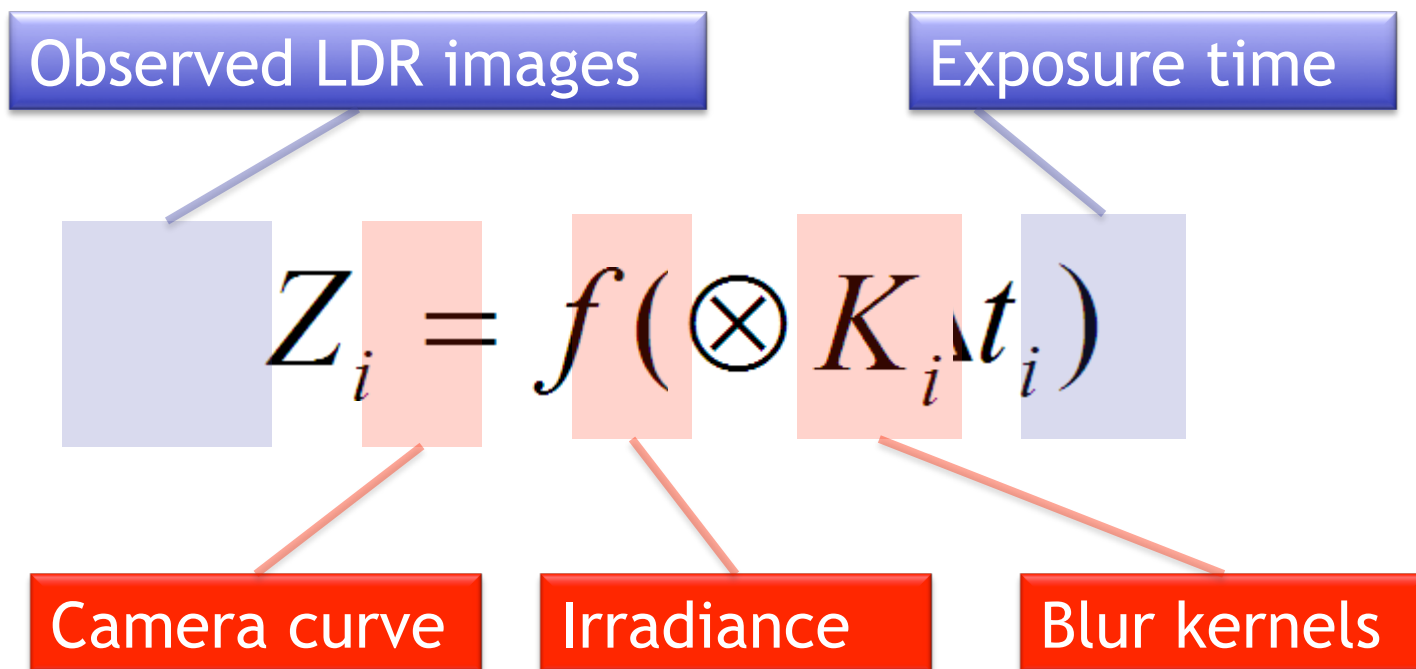 Observed LDR images
Exposure time
Z_i = f(⊗ K_i t_i)
Camera curve
Irradiance
Blur kernels